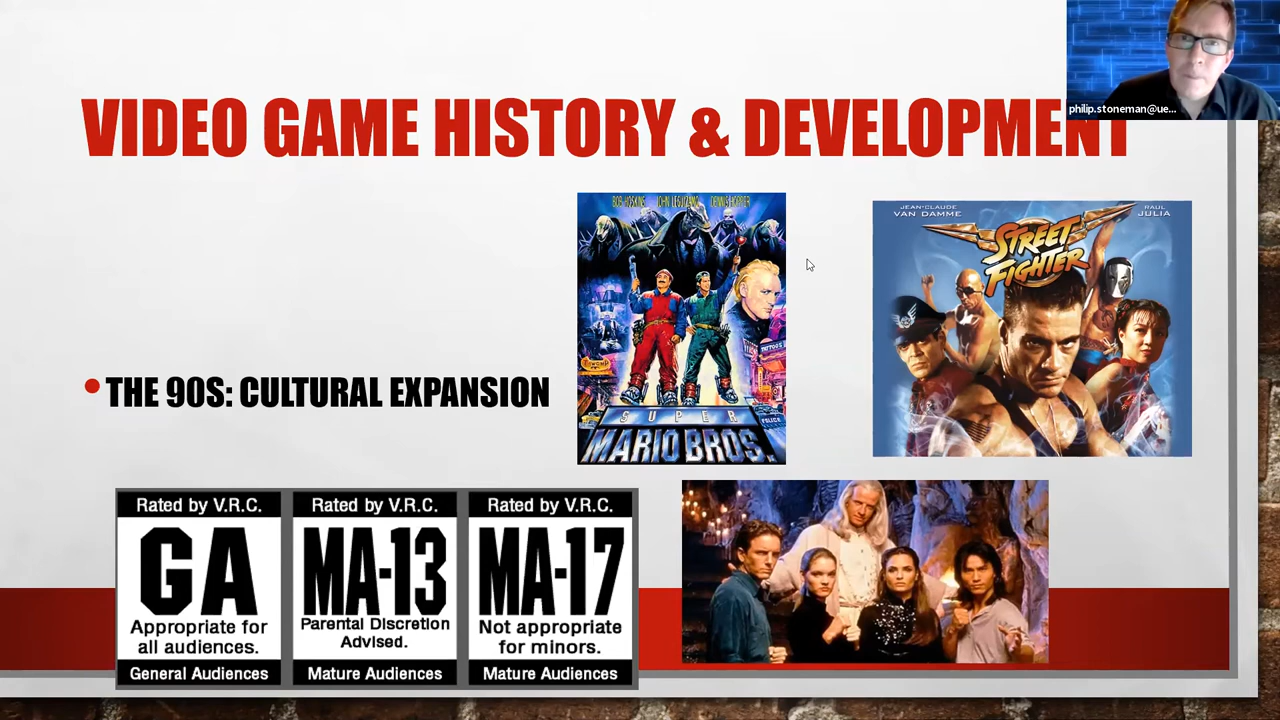 philip.stoneman@ue...
VIDEO GAME HISTORY & DEVELOPMENT
BOB HOSKINS JOHN LEGUIZAMO DENNIS HOPPER
SUPER
MARIO BROS.
JEAN-CLAUDE
VAN DAMME
RAUL
JULIA
STREET
FIGHTER
• THE 90S: CULTURAL EXPANSION
Rated by V.R.C.
GA
Appropriate for
all audiences.
General Audiences
Rated by V.R.C.
MA-13
Parental Discretion
Advised.
Mature Audiences
Rated by V.R.C.
MA-17
Not appropriate
for minors.
Mature Audiences